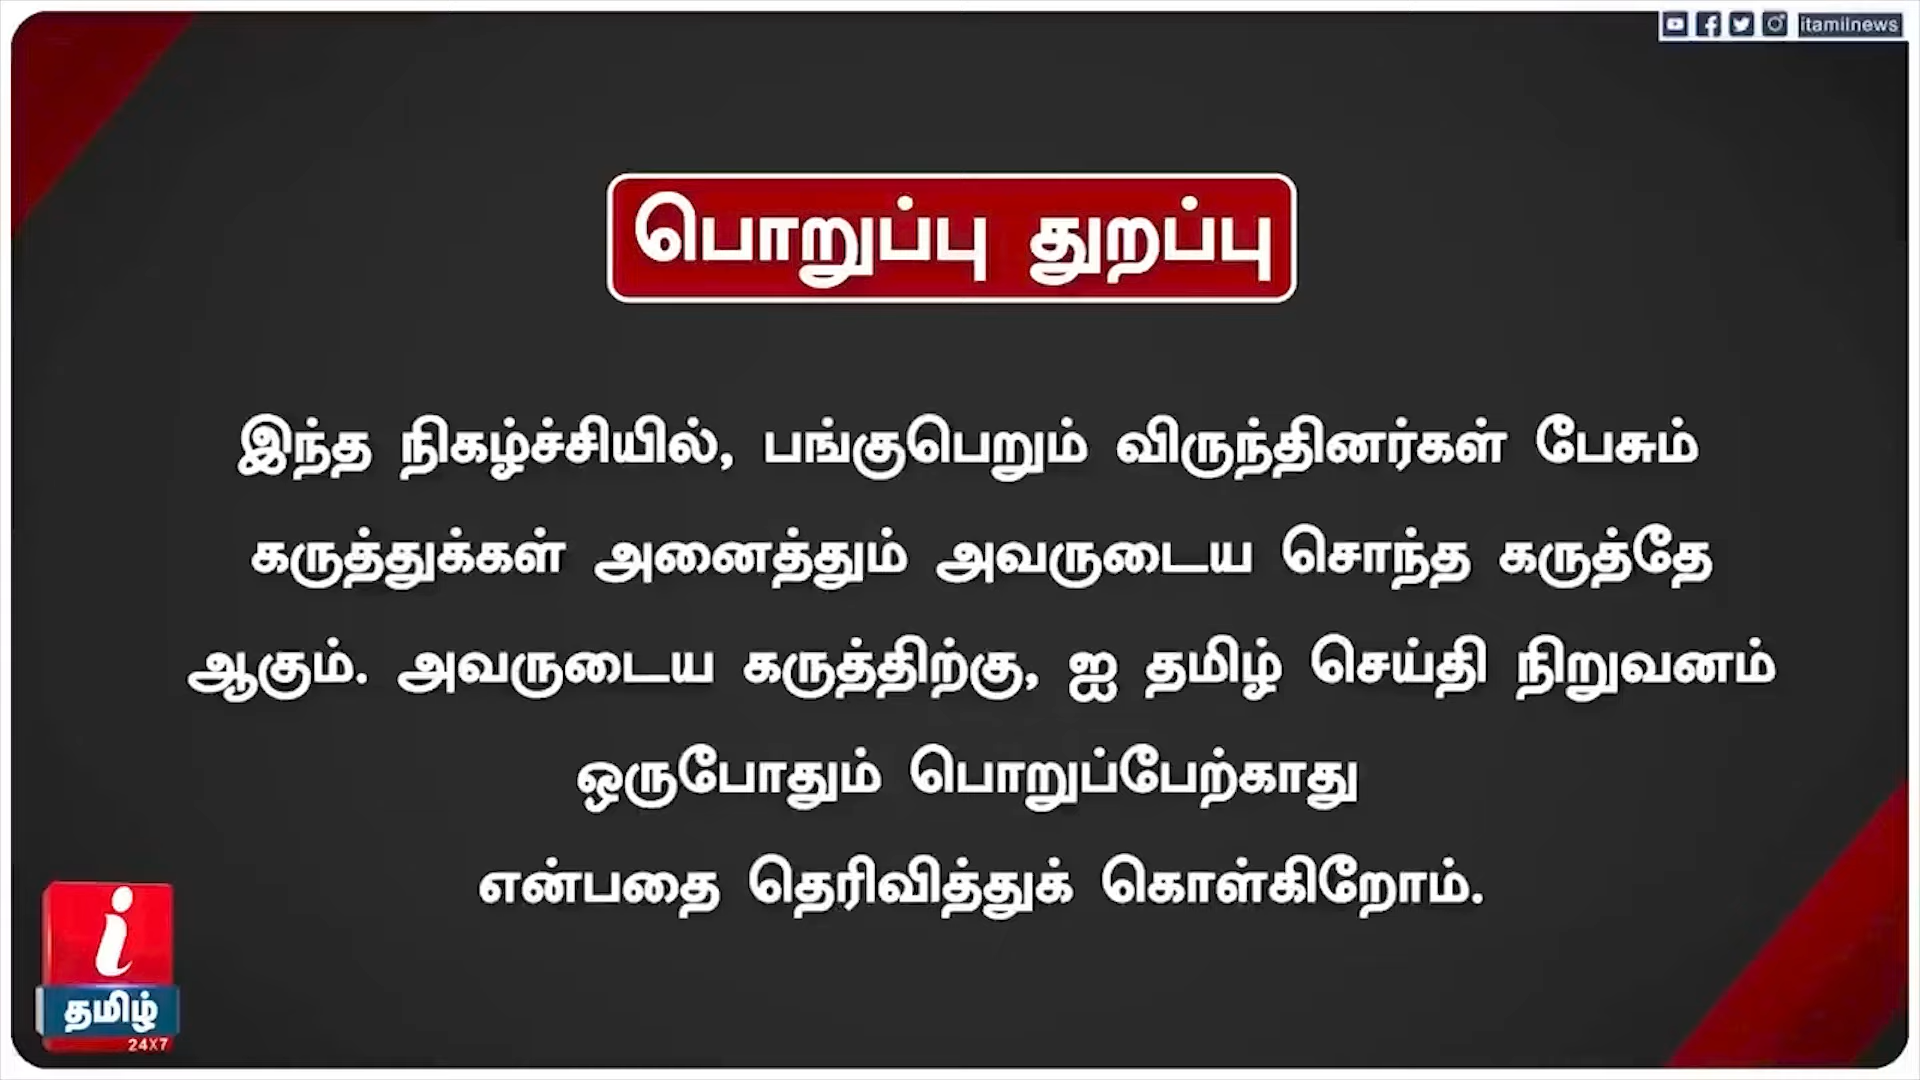 itamilnews
பொறுப்பு துறப்பு
இந்த நிகழ்ச்சியில், பங்குபெறும் விருந்தினர்கள் பேசும்
கருத்துக்கள் அனைத்தும் அவருடைய சொந்த கருத்தே
ஆகும். அவருடைய கருத்திற்கு, ஐ தமிழ் செய்தி நிறுவனம்
ஒருபோதும் பொறுப்பேற்காது
என்பதை தெரிவித்துக் கொள்கிறோம்.
i
தமிழ்
24X7